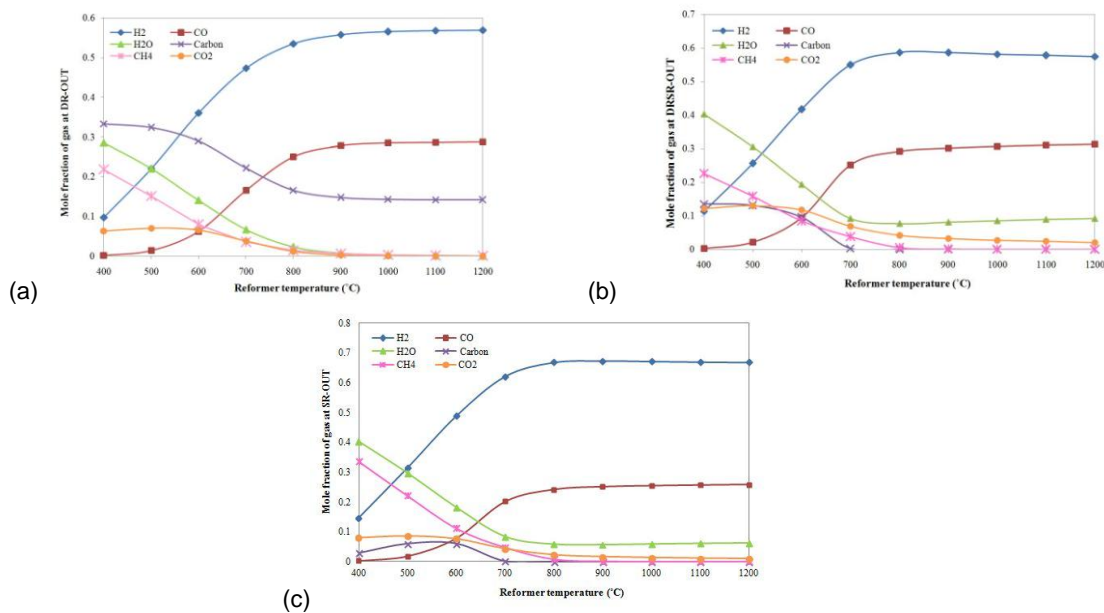 0.6
0.5
0.4
0.3
0.2
0.1
0
Mole fraction of gas at DR-OUT
H2 CO
H2O Carbon
CH4 CO2
400 500 600 700 800 900 1000 1100 1200
Reformer temperature (˚C)
(a)
0.7
0.6
0.5
0.4
0.3
0.2
0.1
0
Mole fraction of gas at DRSR-OUT
H2 CO
H2O Carbon
CH4 CO2
400 500 600 700 800 900 1000 1100 1200
Reformer temperature (˚C)
(b)
0.8
0.7
0.6
0.5
0.4
0.3
0.2
0.1
0
Mole fraction of gas at SR-OUT
H2 CO
H2O Carbon
CH4 CO2
400 500 600 700 800 900 1000 1100 1200
Reformer temperature (˚C)
(c)